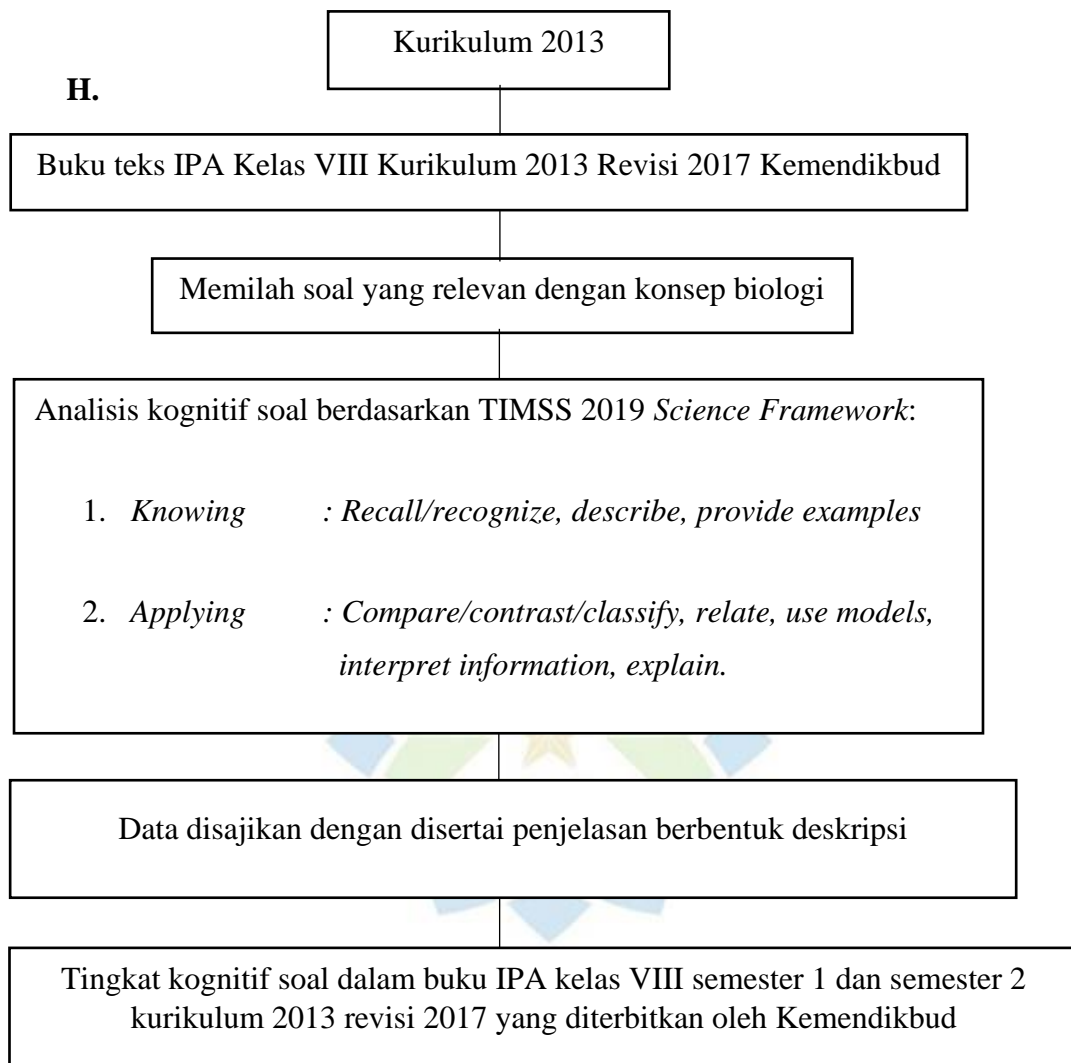 Kurikulum 2013
H.
Buku teks IPA Kelas VIII Kurikulum 2013 Revisi 2017 Kemendikbud
Memilah soal yang relevan dengan konsep biologi
Analisis kognitif soal berdasarkan TIMSS 2019 Science Framework:
1. Knowing : Recall/recognize, describe, provide examples
2. Applying : Compare/contrast/classify, relate, use models,
interpret information, explain.
Data disajikan dengan disertai penjelasan berbentuk deskripsi
Tingkat kognitif soal dalam buku IPA kelas VIII semester 1 dan semester 2
kurikulum 2013 revisi 2017 yang diterbitkan oleh Kemendikbud